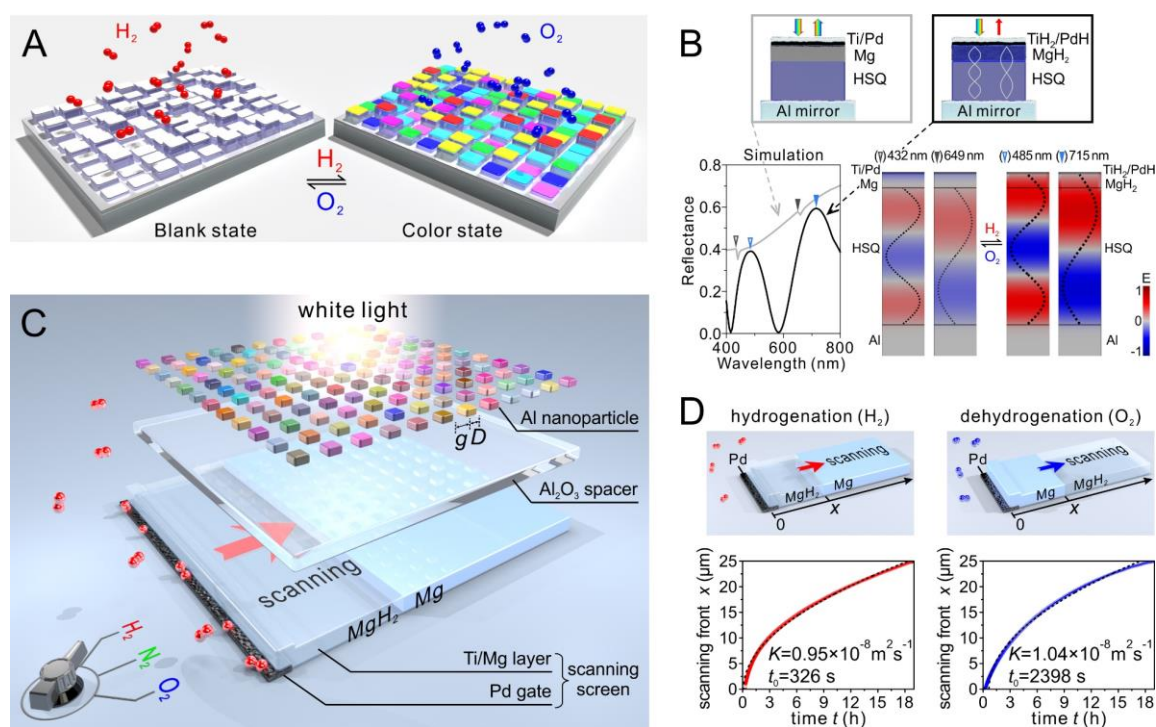 A
H₂
O₂
H₂
O₂
Blank state
Color state
B
Ti/Pd
Mg
HSQ
Al mirror
TiH₂/PdH
MgH₂
HSQ
Al mirror
Simulation
Reflectance
0.8
0.6
0.4
0.2
0.0
400 600 800
Wavelength (nm)
432 nm 649 nm 485 nm 715 nm
Ti/Pd
Mg
HSQ
Al
H₂
O₂
TiH₂/PdH
MgH₂
HSQ
Al
E
1
0
-1
C
white light
Al nanoparticle
g D
Al₂O₃ spacer
scanning
MgH₂ Mg
Ti/Mg layer
Pd gate
scanning screen
H₂
N₂
O₂
D
hydrogenation (H₂)
Pd
scanning
MgH₂ Mg
0 x
scanning front x (μm)
25
20
15
10
5
0
K=0.95×10⁻⁸ m² s⁻¹
t₀=326 s
0 3 6 9 12 15 18
time t (h)
dehydrogenation (O₂)
Pd
scanning
Mg MgH₂
0 x
scanning front x (μm)
25
20
15
10
5
0
K=1.04×10⁻⁸ m² s⁻¹
t₀=2398 s
0 3 6 9 12 15 18
time t (h)